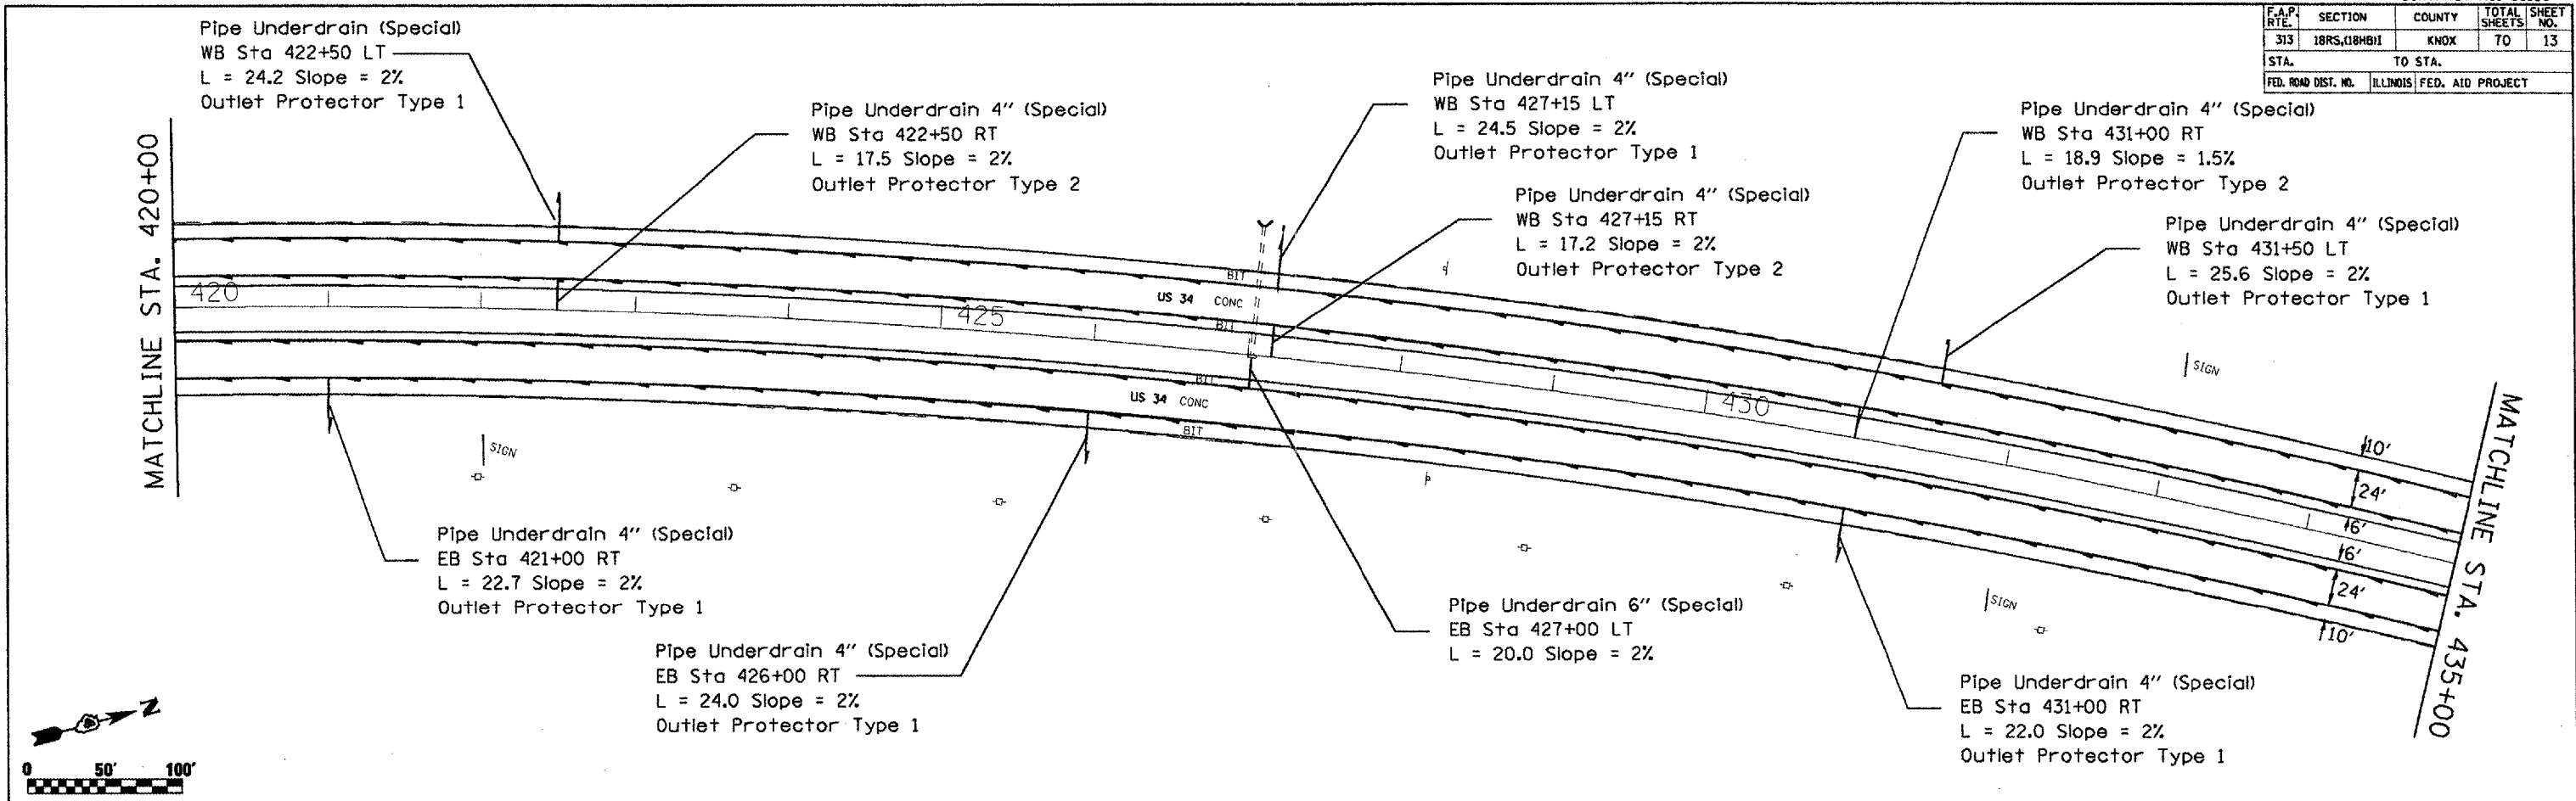 F.A.P. RTE. SECTION COUNTY TOTAL SHEETS SHEET NO.
313 18RS,(18HB)I KNOX 70 13
STA. TO STA.
FED. ROAD DIST. NO. ILLINOIS FED. AID PROJECT
Pipe Underdrain (Special)
WB Sta 422+50 LT
L = 24.2 Slope = 2%
Outlet Protector Type 1
Pipe Underdrain 4" (Special)
WB Sta 422+50 RT
L = 17.5 Slope = 2%
Outlet Protector Type 2
Pipe Underdrain 4" (Special)
WB Sta 427+15 LT
L = 24.5 Slope = 2%
Outlet Protector Type 1
Pipe Underdrain 4" (Special)
WB Sta 427+15 RT
L = 17.2 Slope = 2%
Outlet Protector Type 2
Pipe Underdrain 4" (Special)
WB Sta 431+00 RT
L = 18.9 Slope = 1.5%
Outlet Protector Type 2
Pipe Underdrain 4" (Special)
WB Sta 431+50 LT
L = 25.6 Slope = 2%
Outlet Protector Type 1
MATCHLINE STA. 420+00
420
425
430
BIT
US 34 CONC
BIT
BIT
US 34 CONC
BIT
SIGN
SIGN
SIGN
10'
24'
6'
6'
24'
10'
MATCHLINE STA. 435+00
Pipe Underdrain 4" (Special)
EB Sta 421+00 RT
L = 22.7 Slope = 2%
Outlet Protector Type 1
Pipe Underdrain 4" (Special)
EB Sta 426+00 RT
L = 24.0 Slope = 2%
Outlet Protector Type 1
Pipe Underdrain 6" (Special)
EB Sta 427+00 LT
L = 20.0 Slope = 2%
Pipe Underdrain 4" (Special)
EB Sta 431+00 RT
L = 22.0 Slope = 2%
Outlet Protector Type 1
Z
0 50' 100'